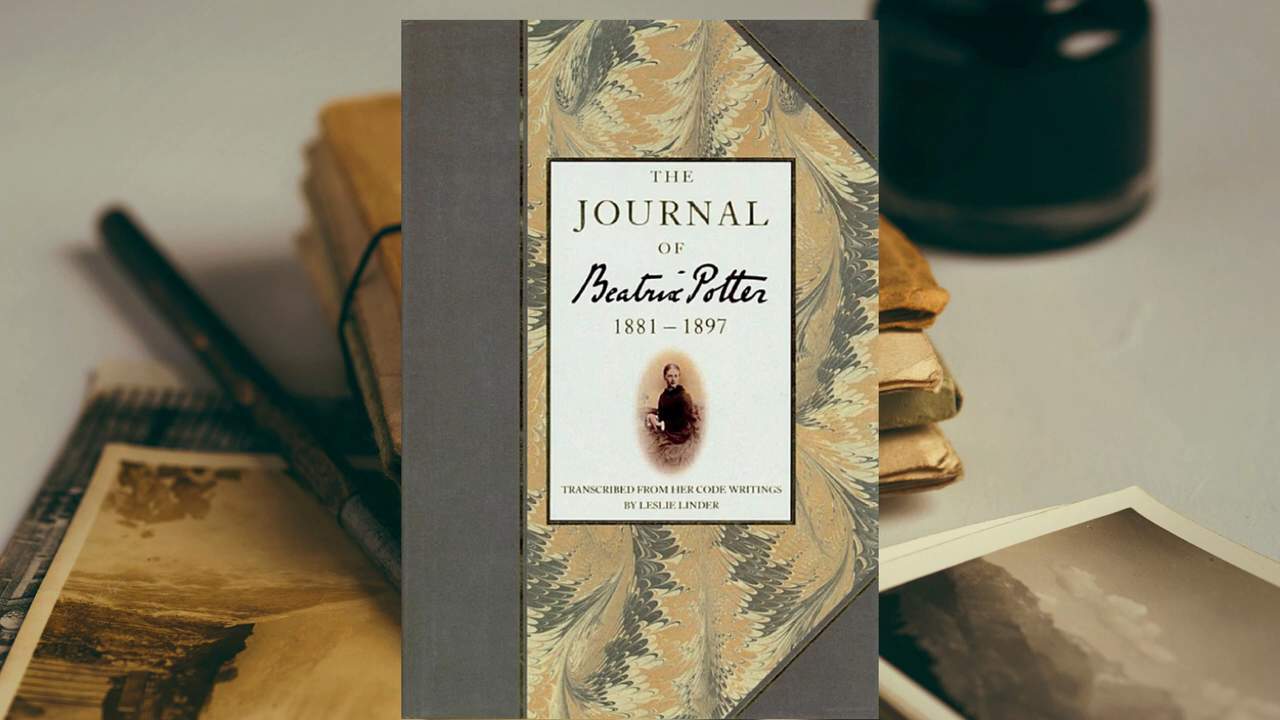 THE
JOURNAL
OF
Beatrix Potter
1881 – 1897
TRANSCRIBED FROM HER CODE WRITINGS
BY LESLIE LINDER